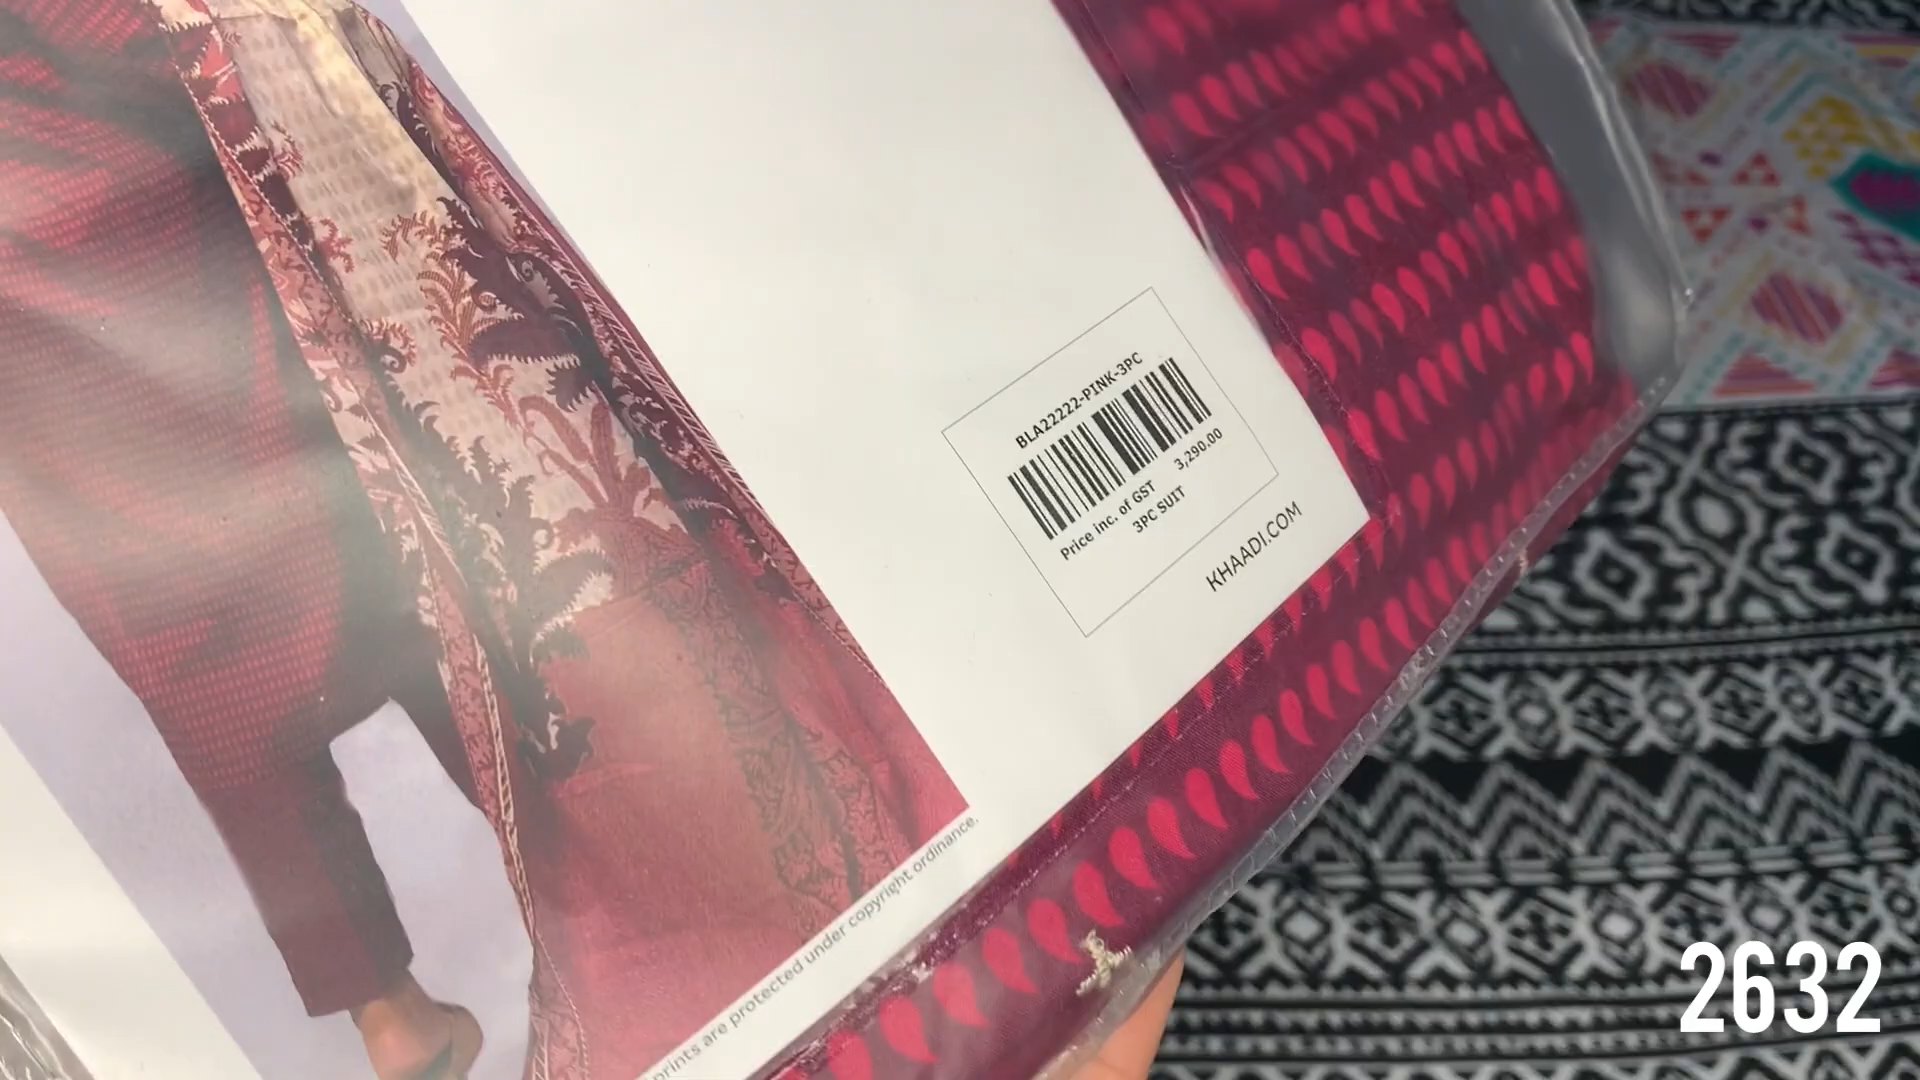 BLA22222-PINK-3PC
3,290.00
Price inc. of GST
3PC SUIT
KHAADI.COM
prints are protected under copyright ordinance.
2632